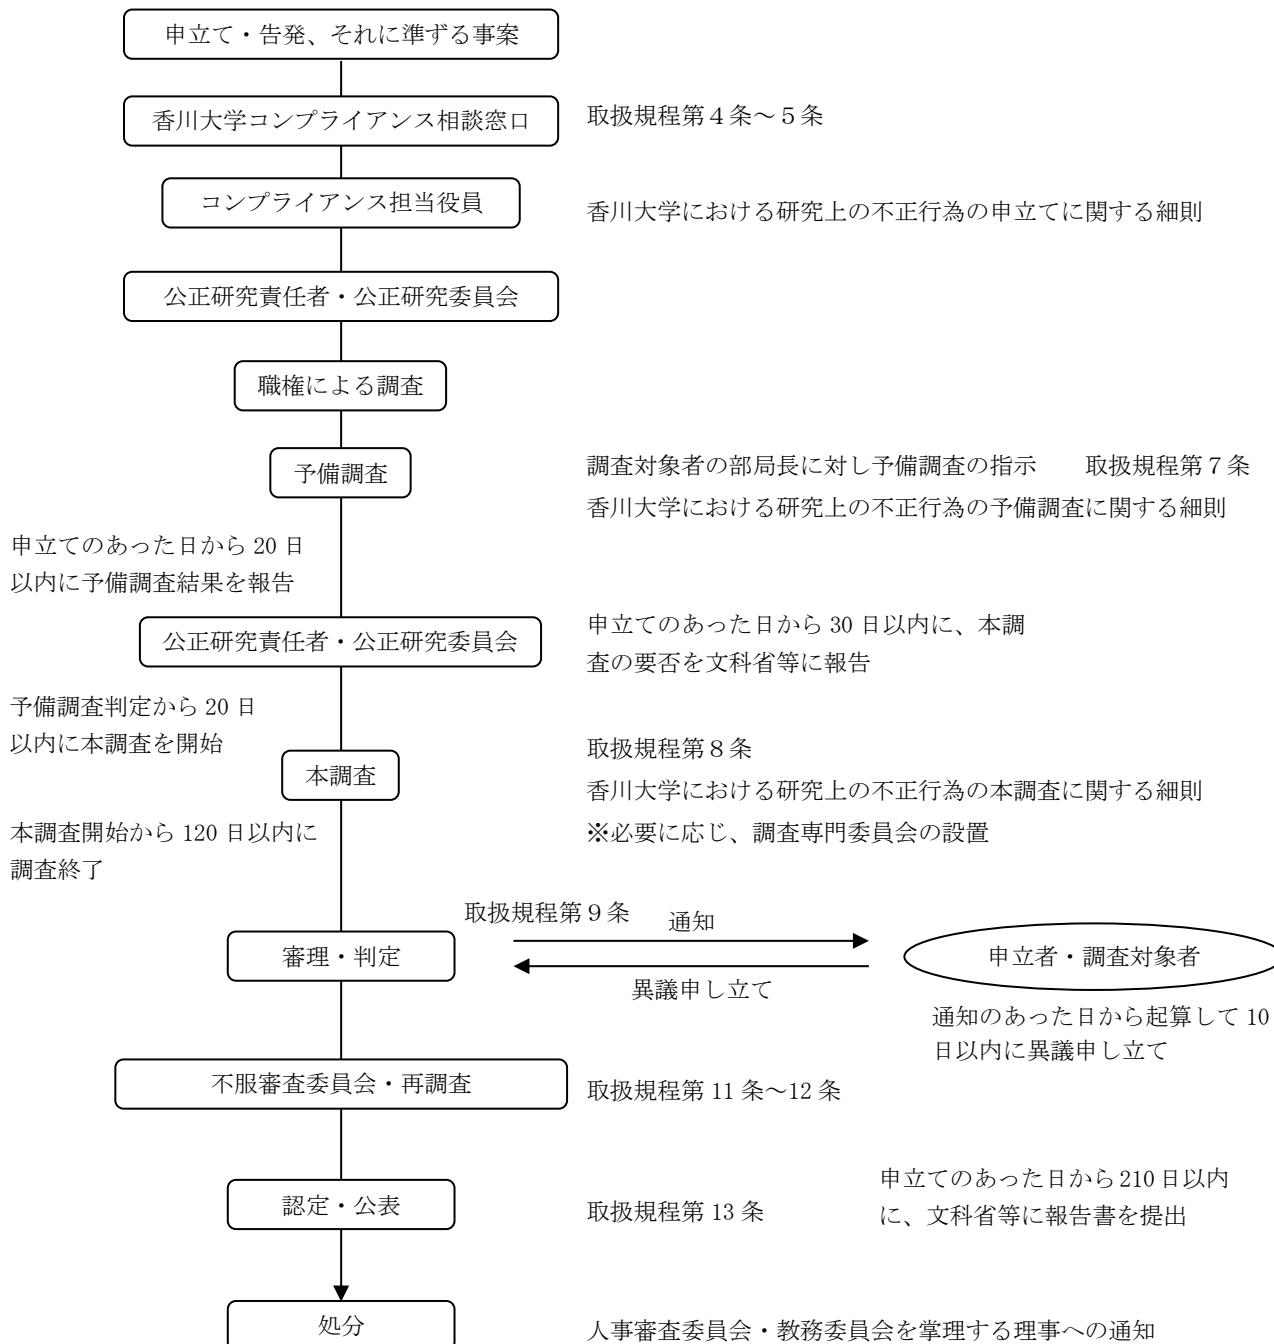 申立て・告発、それに準ずる事案
香川大学コンプライアンス相談窓口
取扱規程第４条～５条
コンプライアンス担当役員
香川大学における研究上の不正行為の申立てに関する細則
公正研究責任者・公正研究委員会
職権による調査
予備調査
調査対象者の部局長に対し予備調査の指示　　取扱規程第７条
香川大学における研究上の不正行為の予備調査に関する細則
申立てのあった日から 20 日
以内に予備調査結果を報告
公正研究責任者・公正研究委員会
申立てのあった日から 30 日以内に、本調
査の要否を文科省等に報告
予備調査判定から 20 日
以内に本調査を開始
本調査
取扱規程第８条
香川大学における研究上の不正行為の本調査に関する細則
※必要に応じ、調査専門委員会の設置
本調査開始から 120 日以内に
調査終了
取扱規程第９条
通知
審理・判定
申立者・調査対象者
異議申し立て
通知のあった日から起算して 10
日以内に異議申し立て
不服審査委員会・再調査
取扱規程第 11 条～12 条
認定・公表
取扱規程第 13 条
申立てのあった日から 210 日以内
に、文科省等に報告書を提出
処分
人事審査委員会・教務委員会を掌理する理事への通知